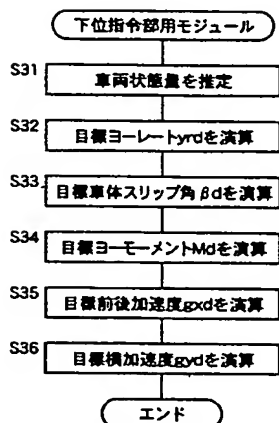 下位指令部用モジュール
S31
車両状態量を推定
S32
目標ヨーレートyrdを演算
S33
目標車体スリップ角βdを演算
S34
目標ヨーモーメントMdを演算
S35
目標前後加速度gxdを演算
S36
目標横加速度gydを演算
エンド